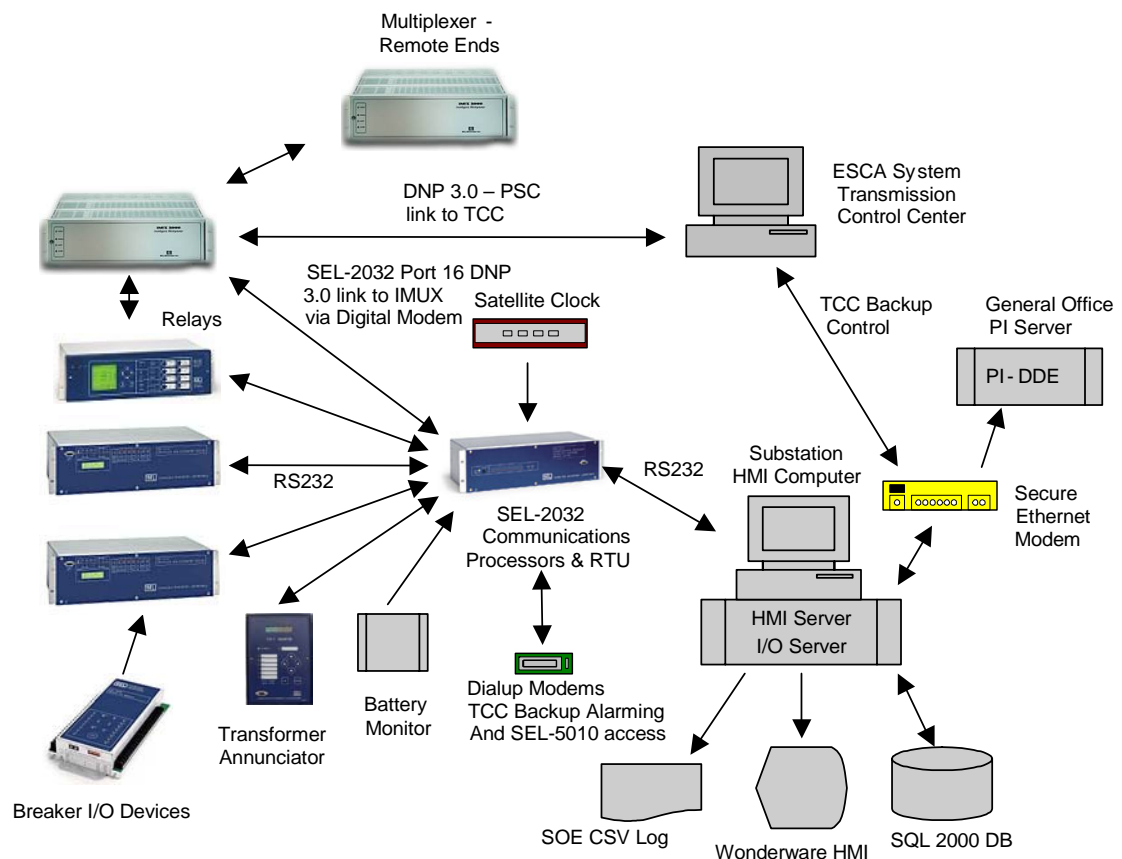 Multiplexer -
Remote Ends
ESCA System
Transmission
Control Center
DNP 3.0 – PSC
link to TCC
SEL-2032 Port 16 DNP
3.0 link to IMUX
via Digital Modem
Satellite Clock
TCC Backup
Control
General Office
PI Server
PI - DDE
Relays
RS232
RS232
Substation
HMI Computer
Secure
Ethernet
Modem
SEL-2032
Communications
Processors & RTU
HMI Server
I/O Server
Battery
Monitor
Dialup Modems
TCC Backup Alarming
And SEL-5010 access
Transformer
Annunciator
Breaker I/O Devices
SOE CSV Log
Wonderware HMI
SQL 2000 DB